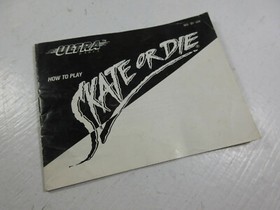 ULTRA
HOW TO PLAY
SKATE OR DIE